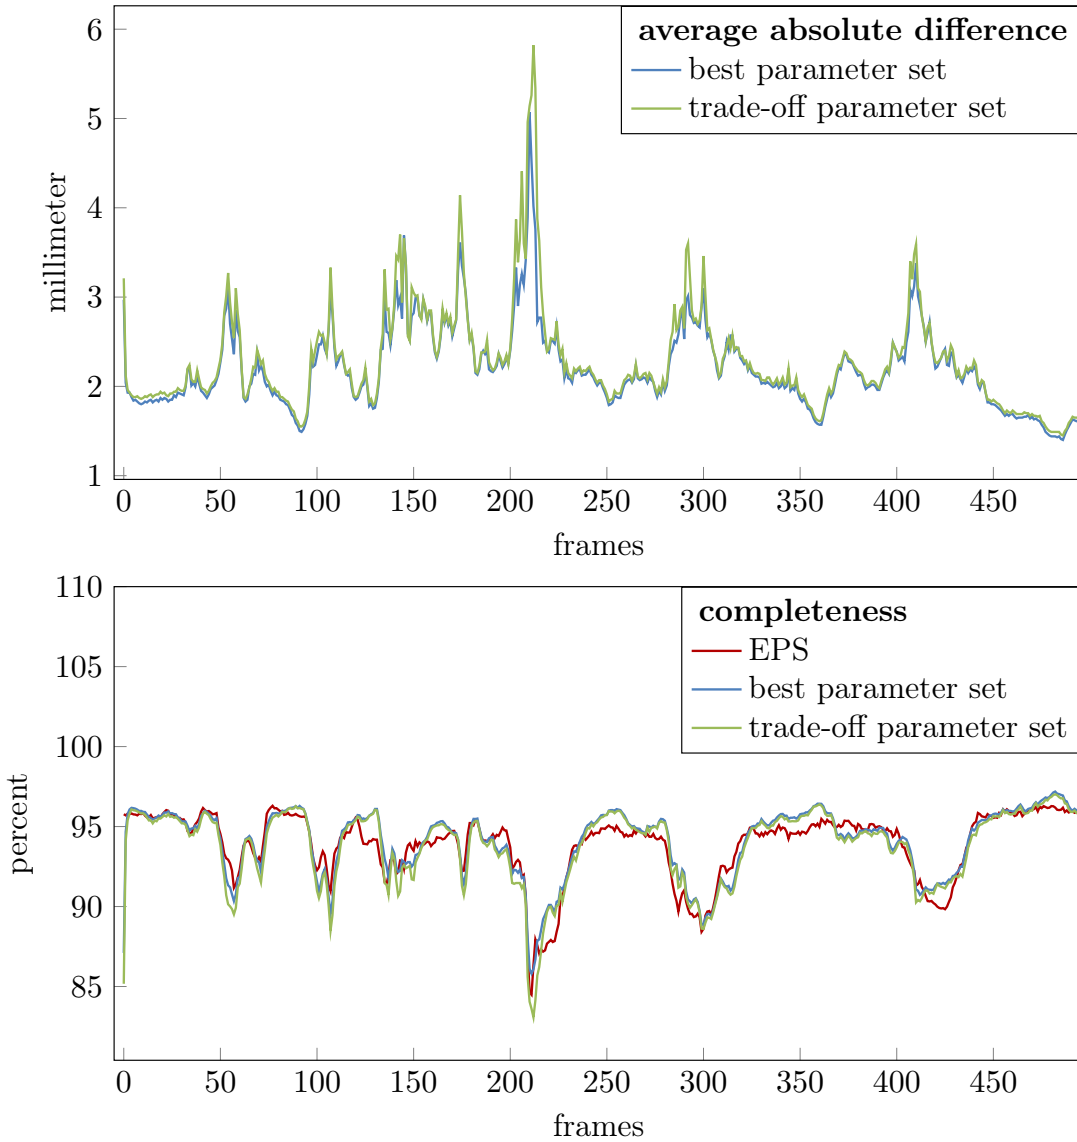 average absolute difference
best parameter set
trade-off parameter set
millimeter
6
5
4
3
2
1
0 50 100 150 200 250 300 350 400 450
frames
completeness
EPS
best parameter set
trade-off parameter set
percent
110
105
100
95
90
85
0 50 100 150 200 250 300 350 400 450
frames